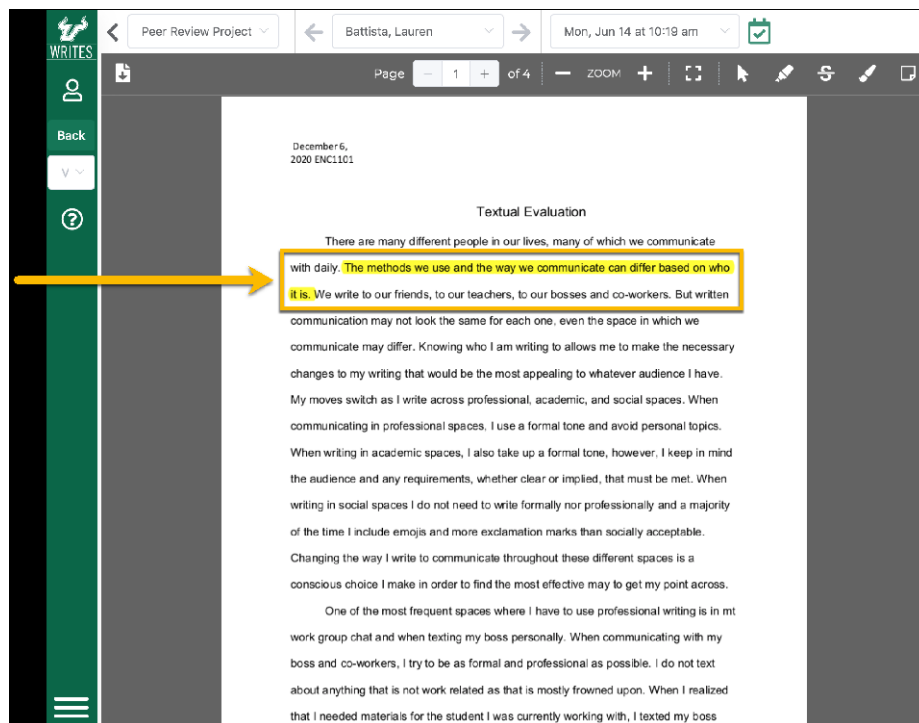 WRITES
Peer Review Project
Battista, Lauren
Mon, Jun 14 at 10:19 am
Page - 1 + of 4 ZOOM
Back
V
December 6,
2020 ENC1101
Textual Evaluation
There are many different people in our lives, many of which we communicate
with daily. The methods we use and the way we communicate can differ based on who
it is. We write to our friends, to our teachers, to our bosses and co-workers. But written
communication may not look the same for each one, even the space in which we
communicate may differ. Knowing who I am writing to allows me to make the necessary
changes to my writing that would be the most appealing to whatever audience I have.
My moves switch as I write across professional, academic, and social spaces. When
communicating in professional spaces, I use a formal tone and avoid personal topics.
When writing in academic spaces, I also take up a formal tone, however, I keep in mind
the audience and any requirements, whether clear or implied, that must be met. When
writing in social spaces I do not need to write formally nor professionally and a majority
of the time I include emojis and more exclamation marks than socially acceptable.
Changing the way I write to communicate throughout these different spaces is a
conscious choice I make in order to find the most effective may to get my point across.
One of the most frequent spaces where I have to use professional writing is in mt
work group chat and when texting my boss personally. When communicating with my
boss and co-workers, I try to be as formal and professional as possible. I do not text
about anything that is not work related as that is mostly frowned upon. When I realized
that I needed materials for the student I was currently working with, I texted my boss